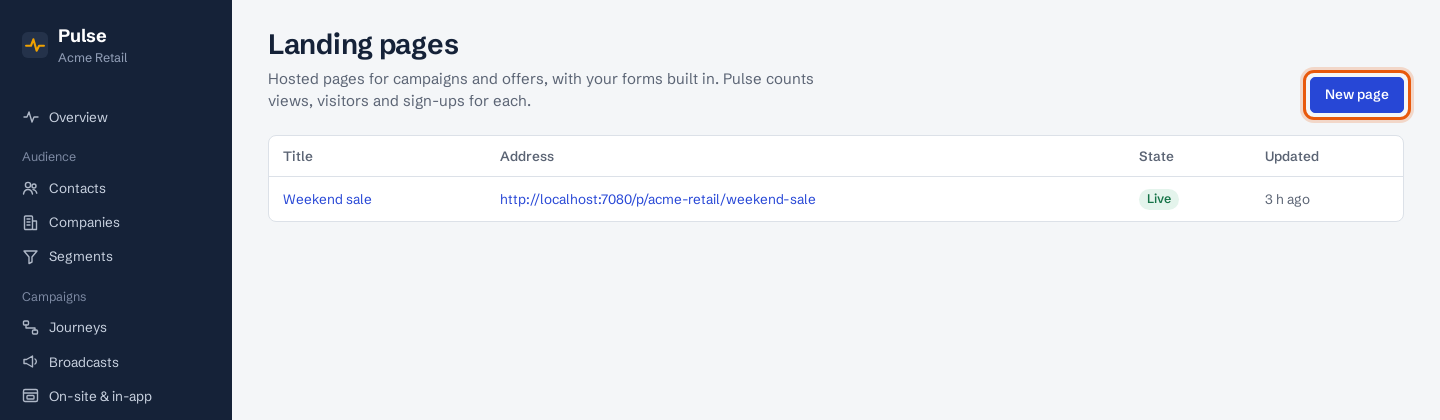 Pulse
Acme Retail
Overview
Audience
Contacts
Companies
Segments
Campaigns
Journeys
Broadcasts
On-site & in-app
Landing pages
Hosted pages for campaigns and offers, with your forms built in. Pulse counts
views, visitors and sign-ups for each.
New page
Title Address State Updated
Weekend sale http://localhost:7080/p/acme-retail/weekend-sale Live 3 h ago